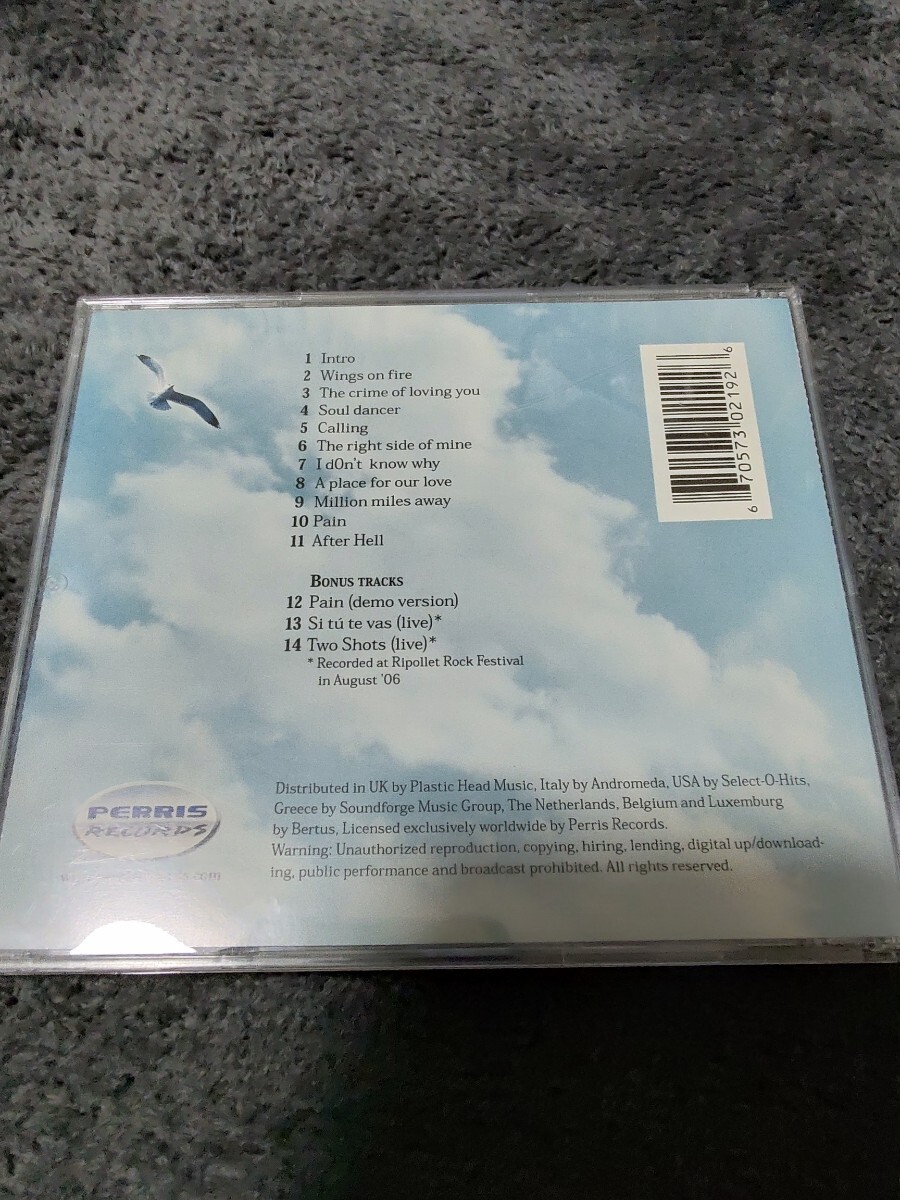 1 Intro
2 Wings on fire
3 The crime of loving you
4 Soul dancer
5 Calling
6 The right side of mine
7 I d0n't know why
8 A place for our love
9 Million miles away
10 Pain
11 After Hell
BONUS TRACKS
12 Pain (demo version)
13 Si tú te vas (live)*
14 Two Shots (live)*
* Recorded at Ripollet Rock Festival
in August '06
6 70573 02192 6
PERRIS
RECORDS
Distributed in UK by Plastic Head Music, Italy by Andromeda, USA by Select-O-Hits,
Greece by Soundforge Music Group, The Netherlands, Belgium and Luxemburg
by Bertus, Licensed exclusively worldwide by Perris Records.
Warning: Unauthorized reproduction, copying, hiring, lending, digital up/download-
ing, public performance and broadcast prohibited. All rights reserved.